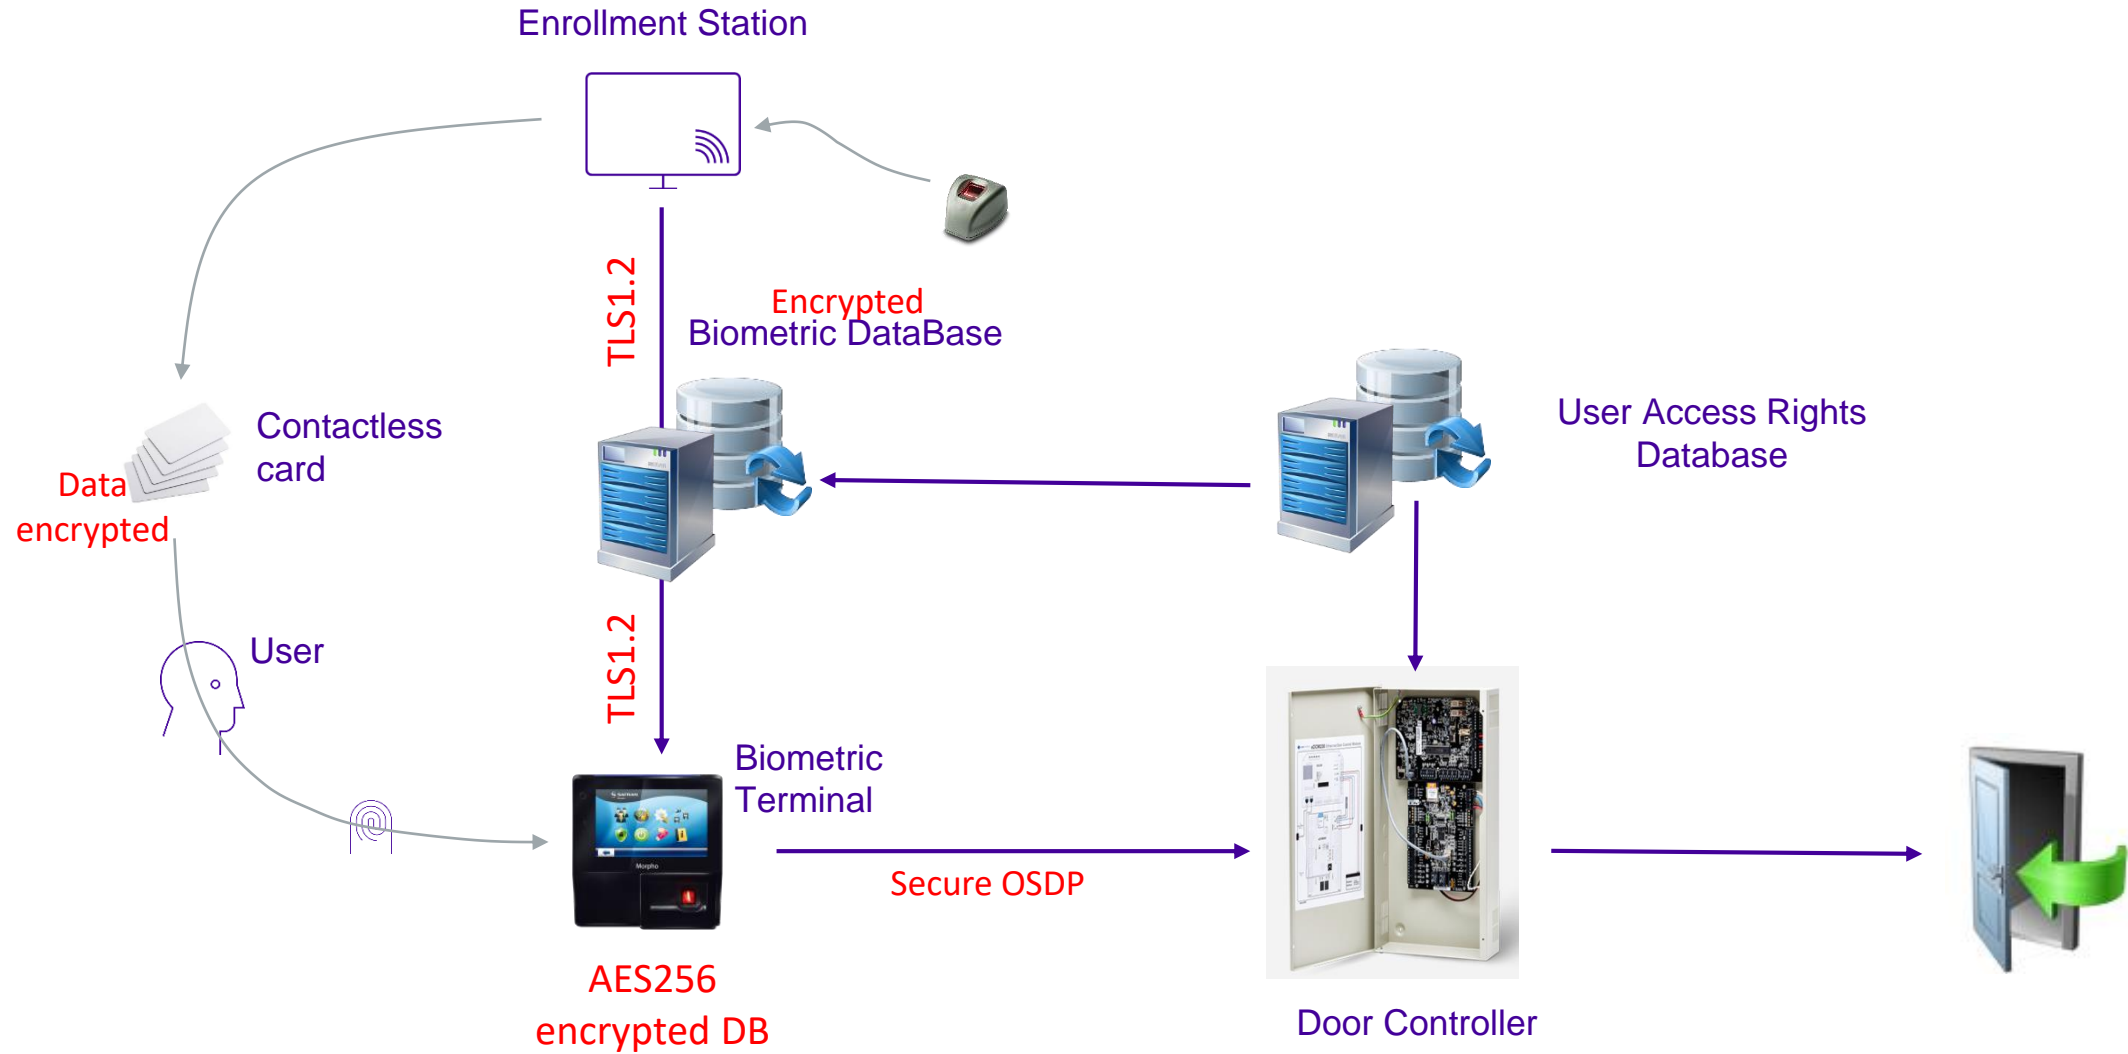 Enrollment Station
TLS1.2
Encrypted
Biometric DataBase
Contactless
card
Data
encrypted
User Access Rights
Database
User
TLS1.2
Biometric
Terminal
Morpho
Secure OSDP
AES256
encrypted DB
Door Controller